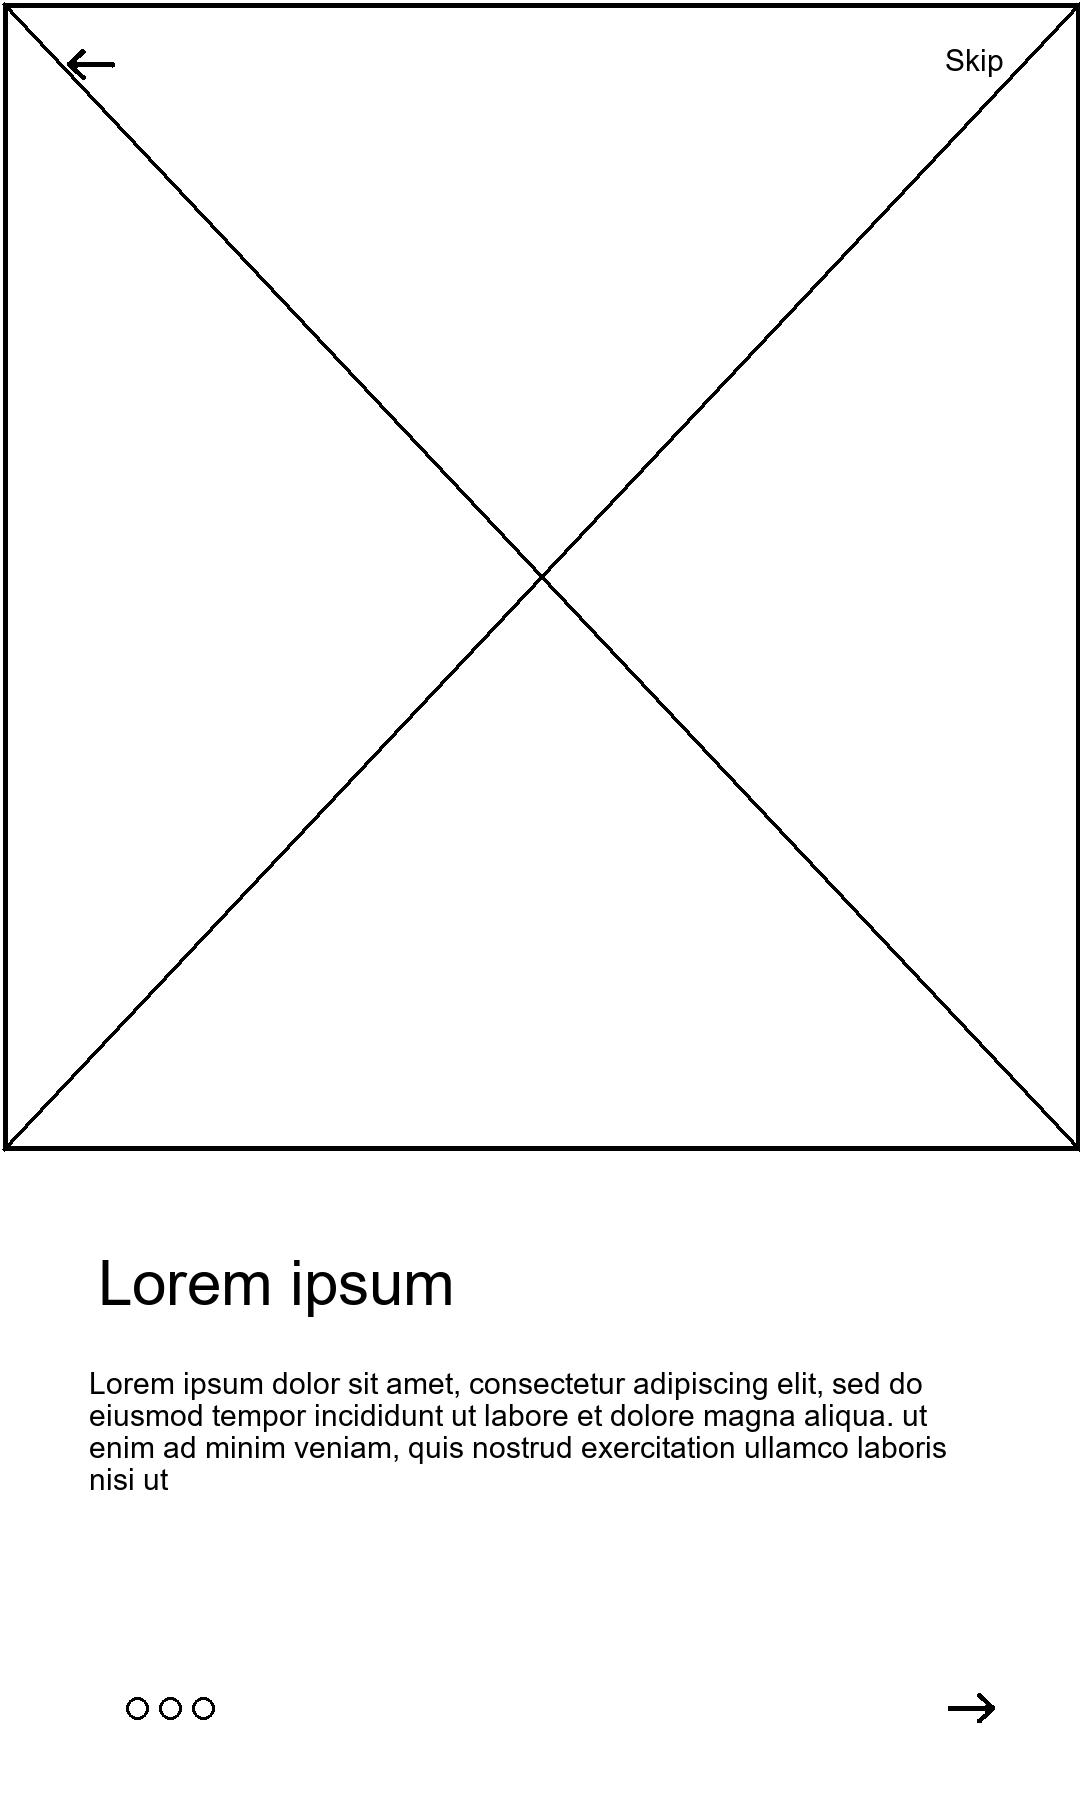 Skip
Lorem ipsum
Lorem ipsum dolor sit amet, consectetur adipiscing elit, sed do
eiusmod tempor incididunt ut labore et dolore magna aliqua. ut
enim ad minim veniam, quis nostrud exercitation ullamco laboris
nisi ut